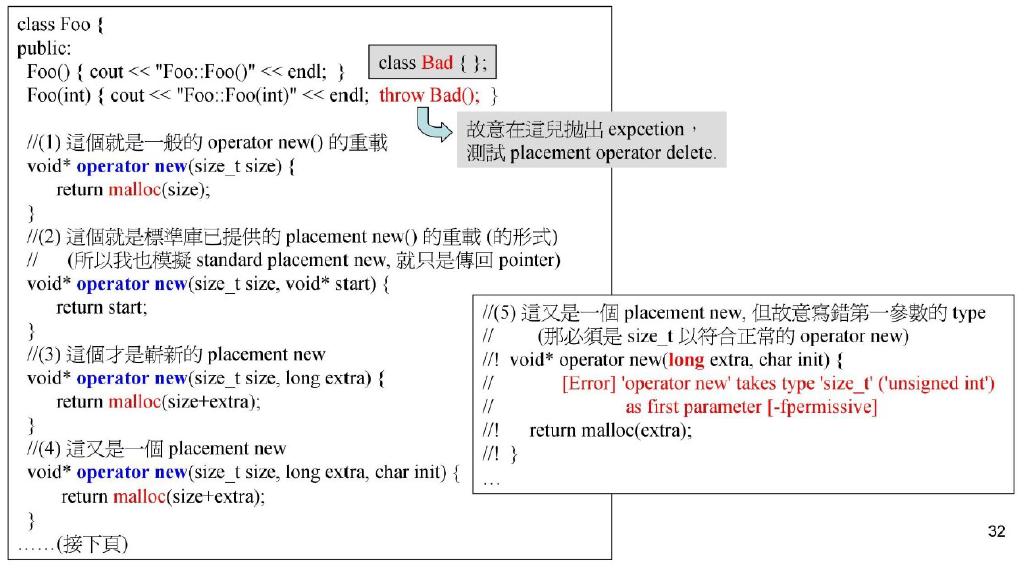 class Foo {
public:
Foo() { cout << "Foo::Foo()" << endl; }
class Bad { };
Foo(int) { cout << "Foo::Foo(int)" << endl; throw Bad(); }
故意在這兒拋出 expcetion，
測試 placement operator delete.
//(1) 這個就是一般的 operator new() 的重載
void* operator new(size_t size) {
return malloc(size);
}
//(2) 這個就是標準庫已提供的 placement new() 的重載 (的形式)
// (所以我也模擬 standard placement new, 就只是傳回 pointer)
void* operator new(size_t size, void* start) {
return start;
}
//(3) 這個才是嶄新的 placement new
void* operator new(size_t size, long extra) {
return malloc(size+extra);
}
//(4) 這又是一個 placement new
void* operator new(size_t size, long extra, char init) {
return malloc(size+extra);
}
......(接下頁)
//(5) 這又是一個 placement new, 但故意寫錯第一參數的 type
// (那必須是 size_t 以符合正常的 operator new)
//! void* operator new(long extra, char init) {
// [Error] 'operator new' takes type 'size_t' ('unsigned int')
// as first parameter [-fpermissive]
//! return malloc(extra);
//! }
...
32